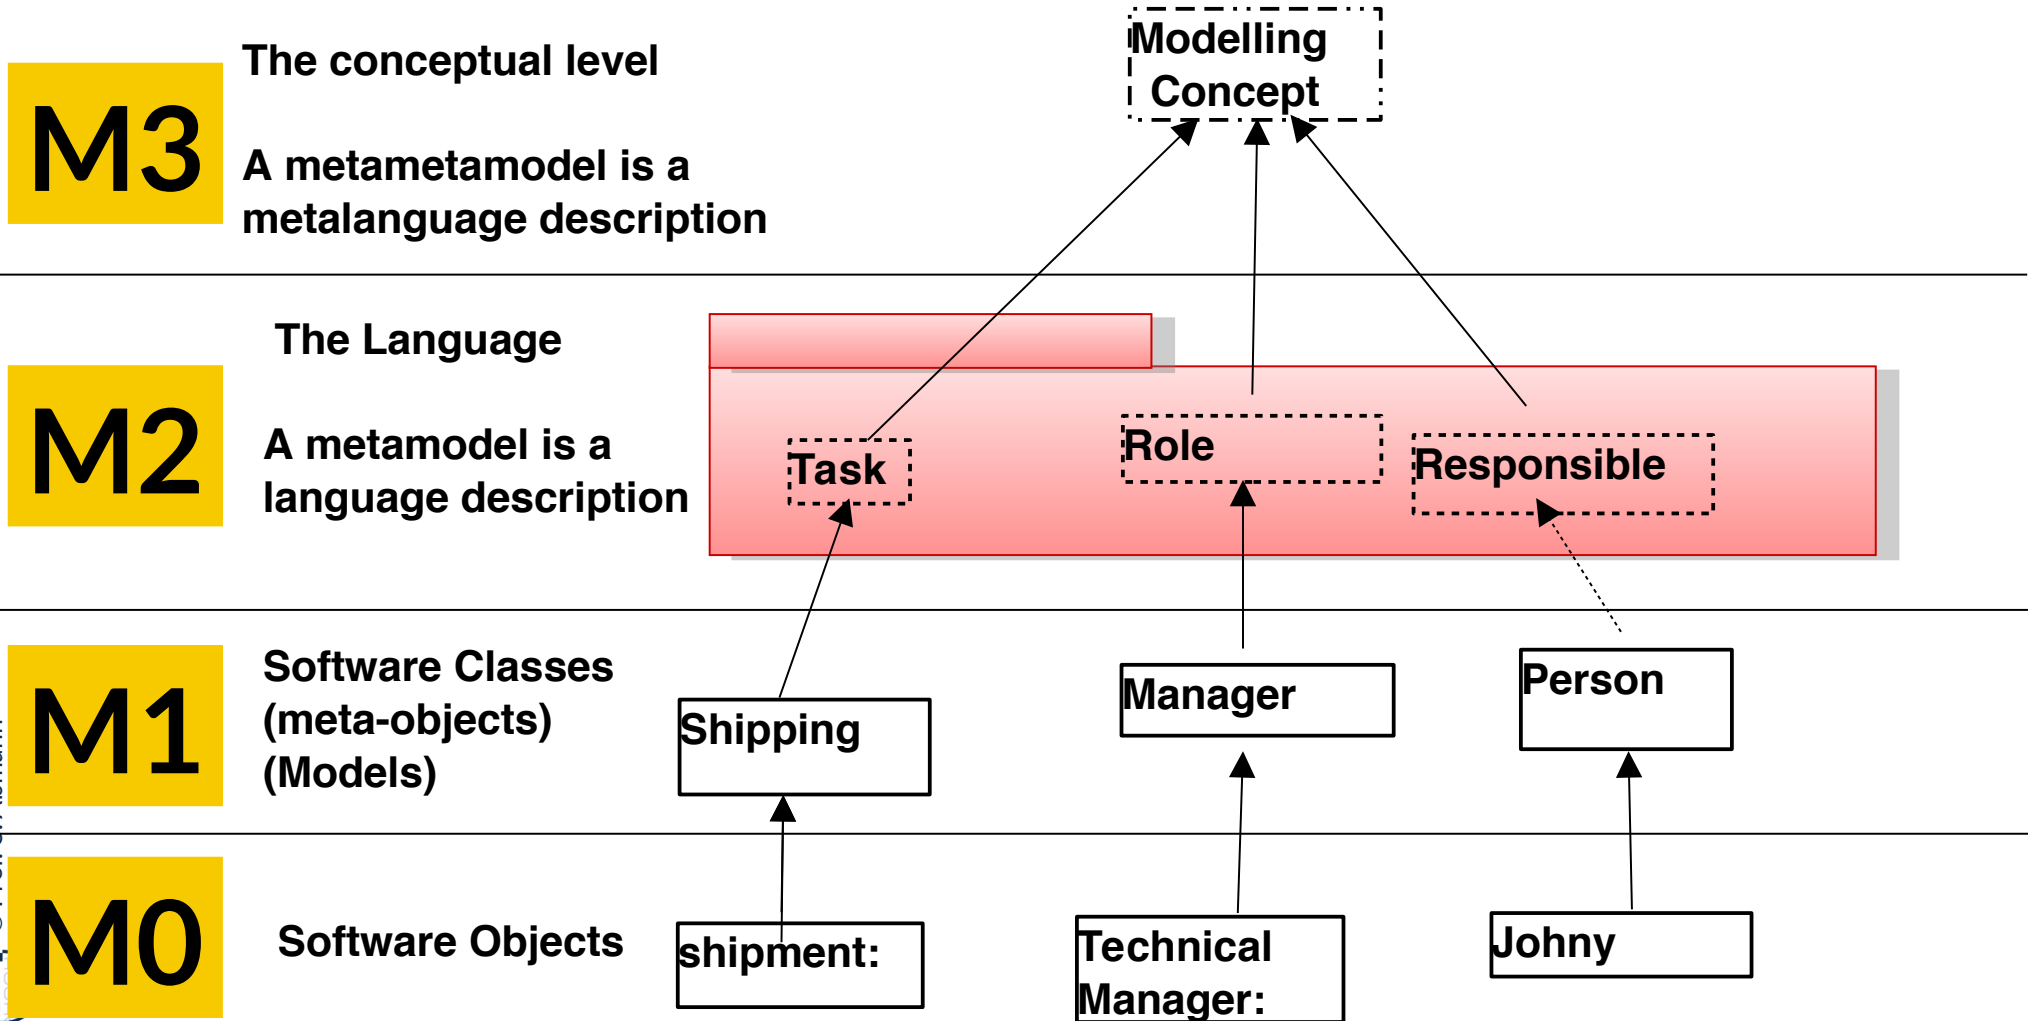 Modelling
Concept
The conceptual level
M3
A metametamodel is a
metalanguage description
The Language
M2
A metamodel is a
language description
Task
Role
Responsible
Software Classes
(meta-objects)
(Models)
M1
Shipping
Manager
Person
M0
Software Objects
shipment:
Technical
Manager:
Johny